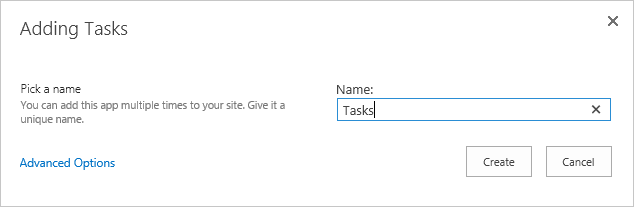 Adding Tasks
Pick a name
You can add this app multiple times to your site. Give it a
unique name.
Name:
Tasks
Advanced Options
Create
Cancel